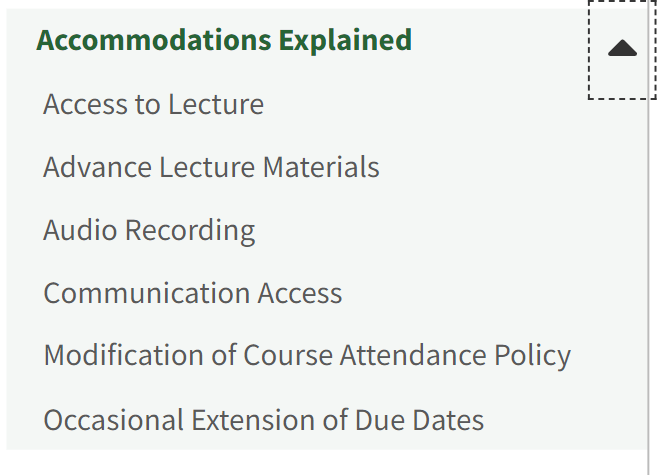 Accommodations Explained
Access to Lecture
Advance Lecture Materials
Audio Recording
Communication Access
Modification of Course Attendance Policy
Occasional Extension of Due Dates